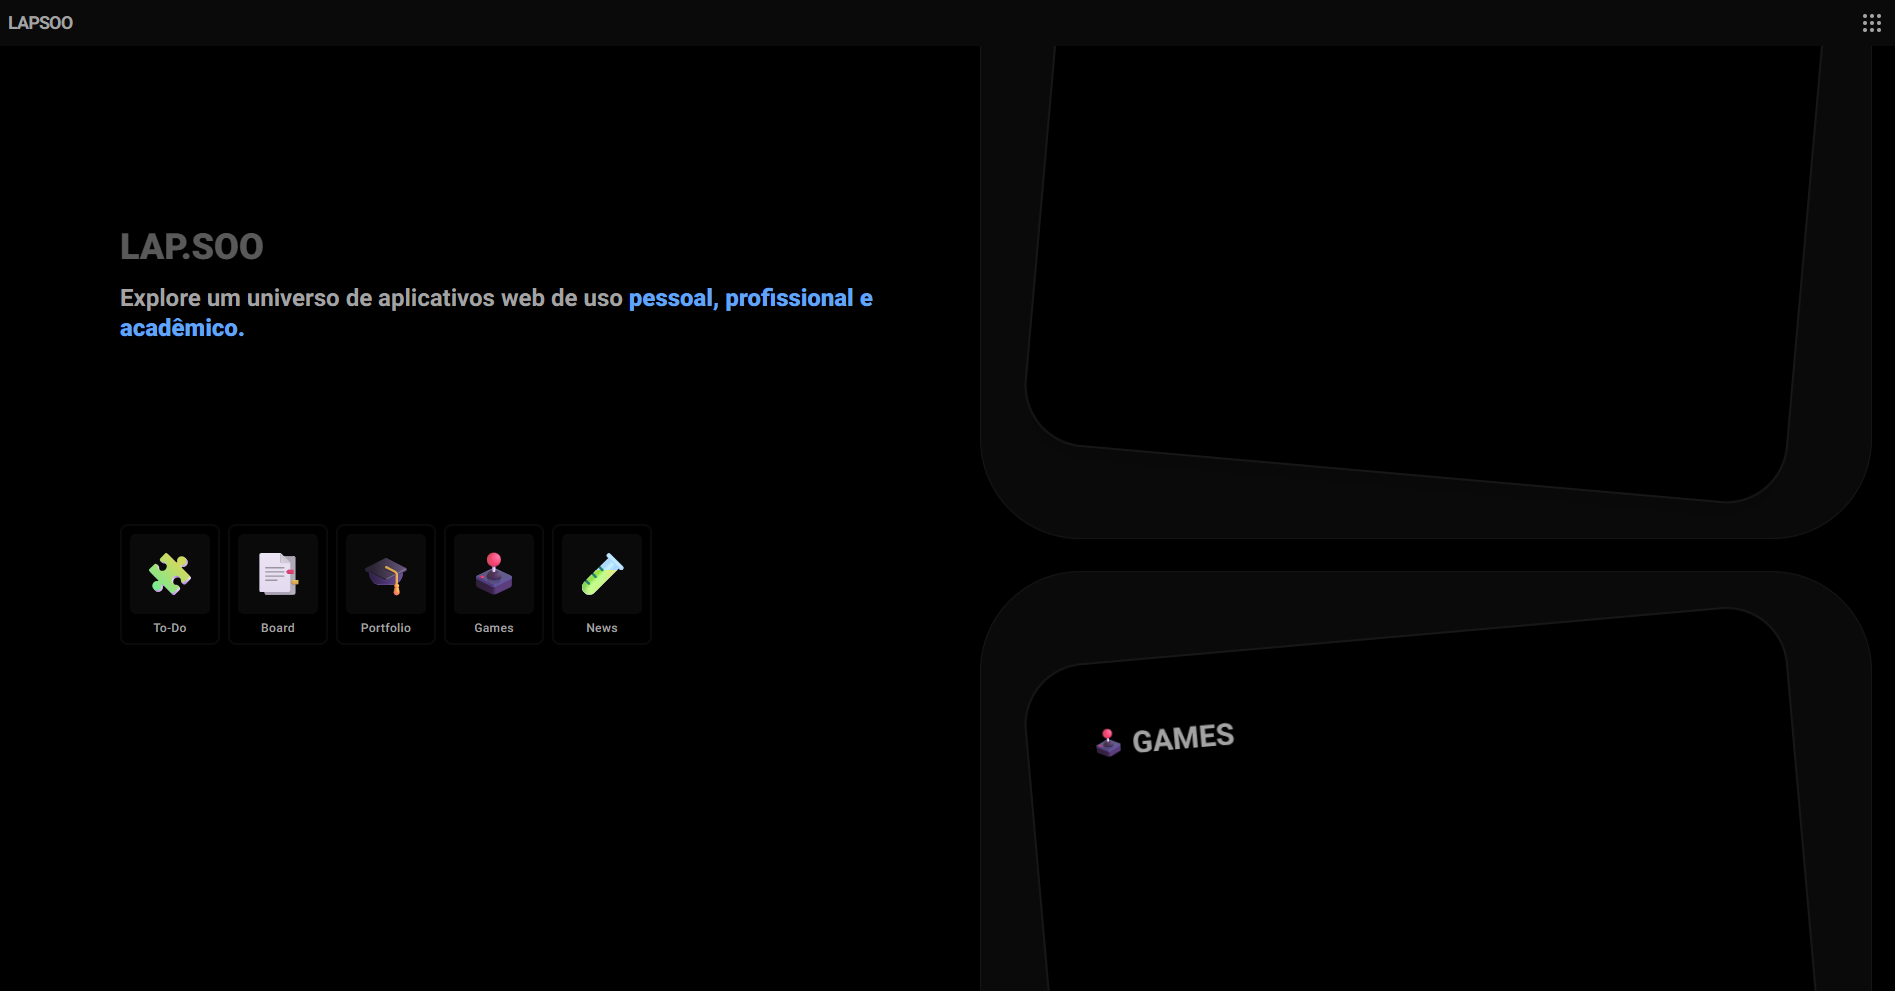 LAPSOO
LAP.SOO
Explore um universo de aplicativos web de uso pessoal, profissional e
acadêmico.
To-Do
Board
Portfolio
Games
News
GAMES